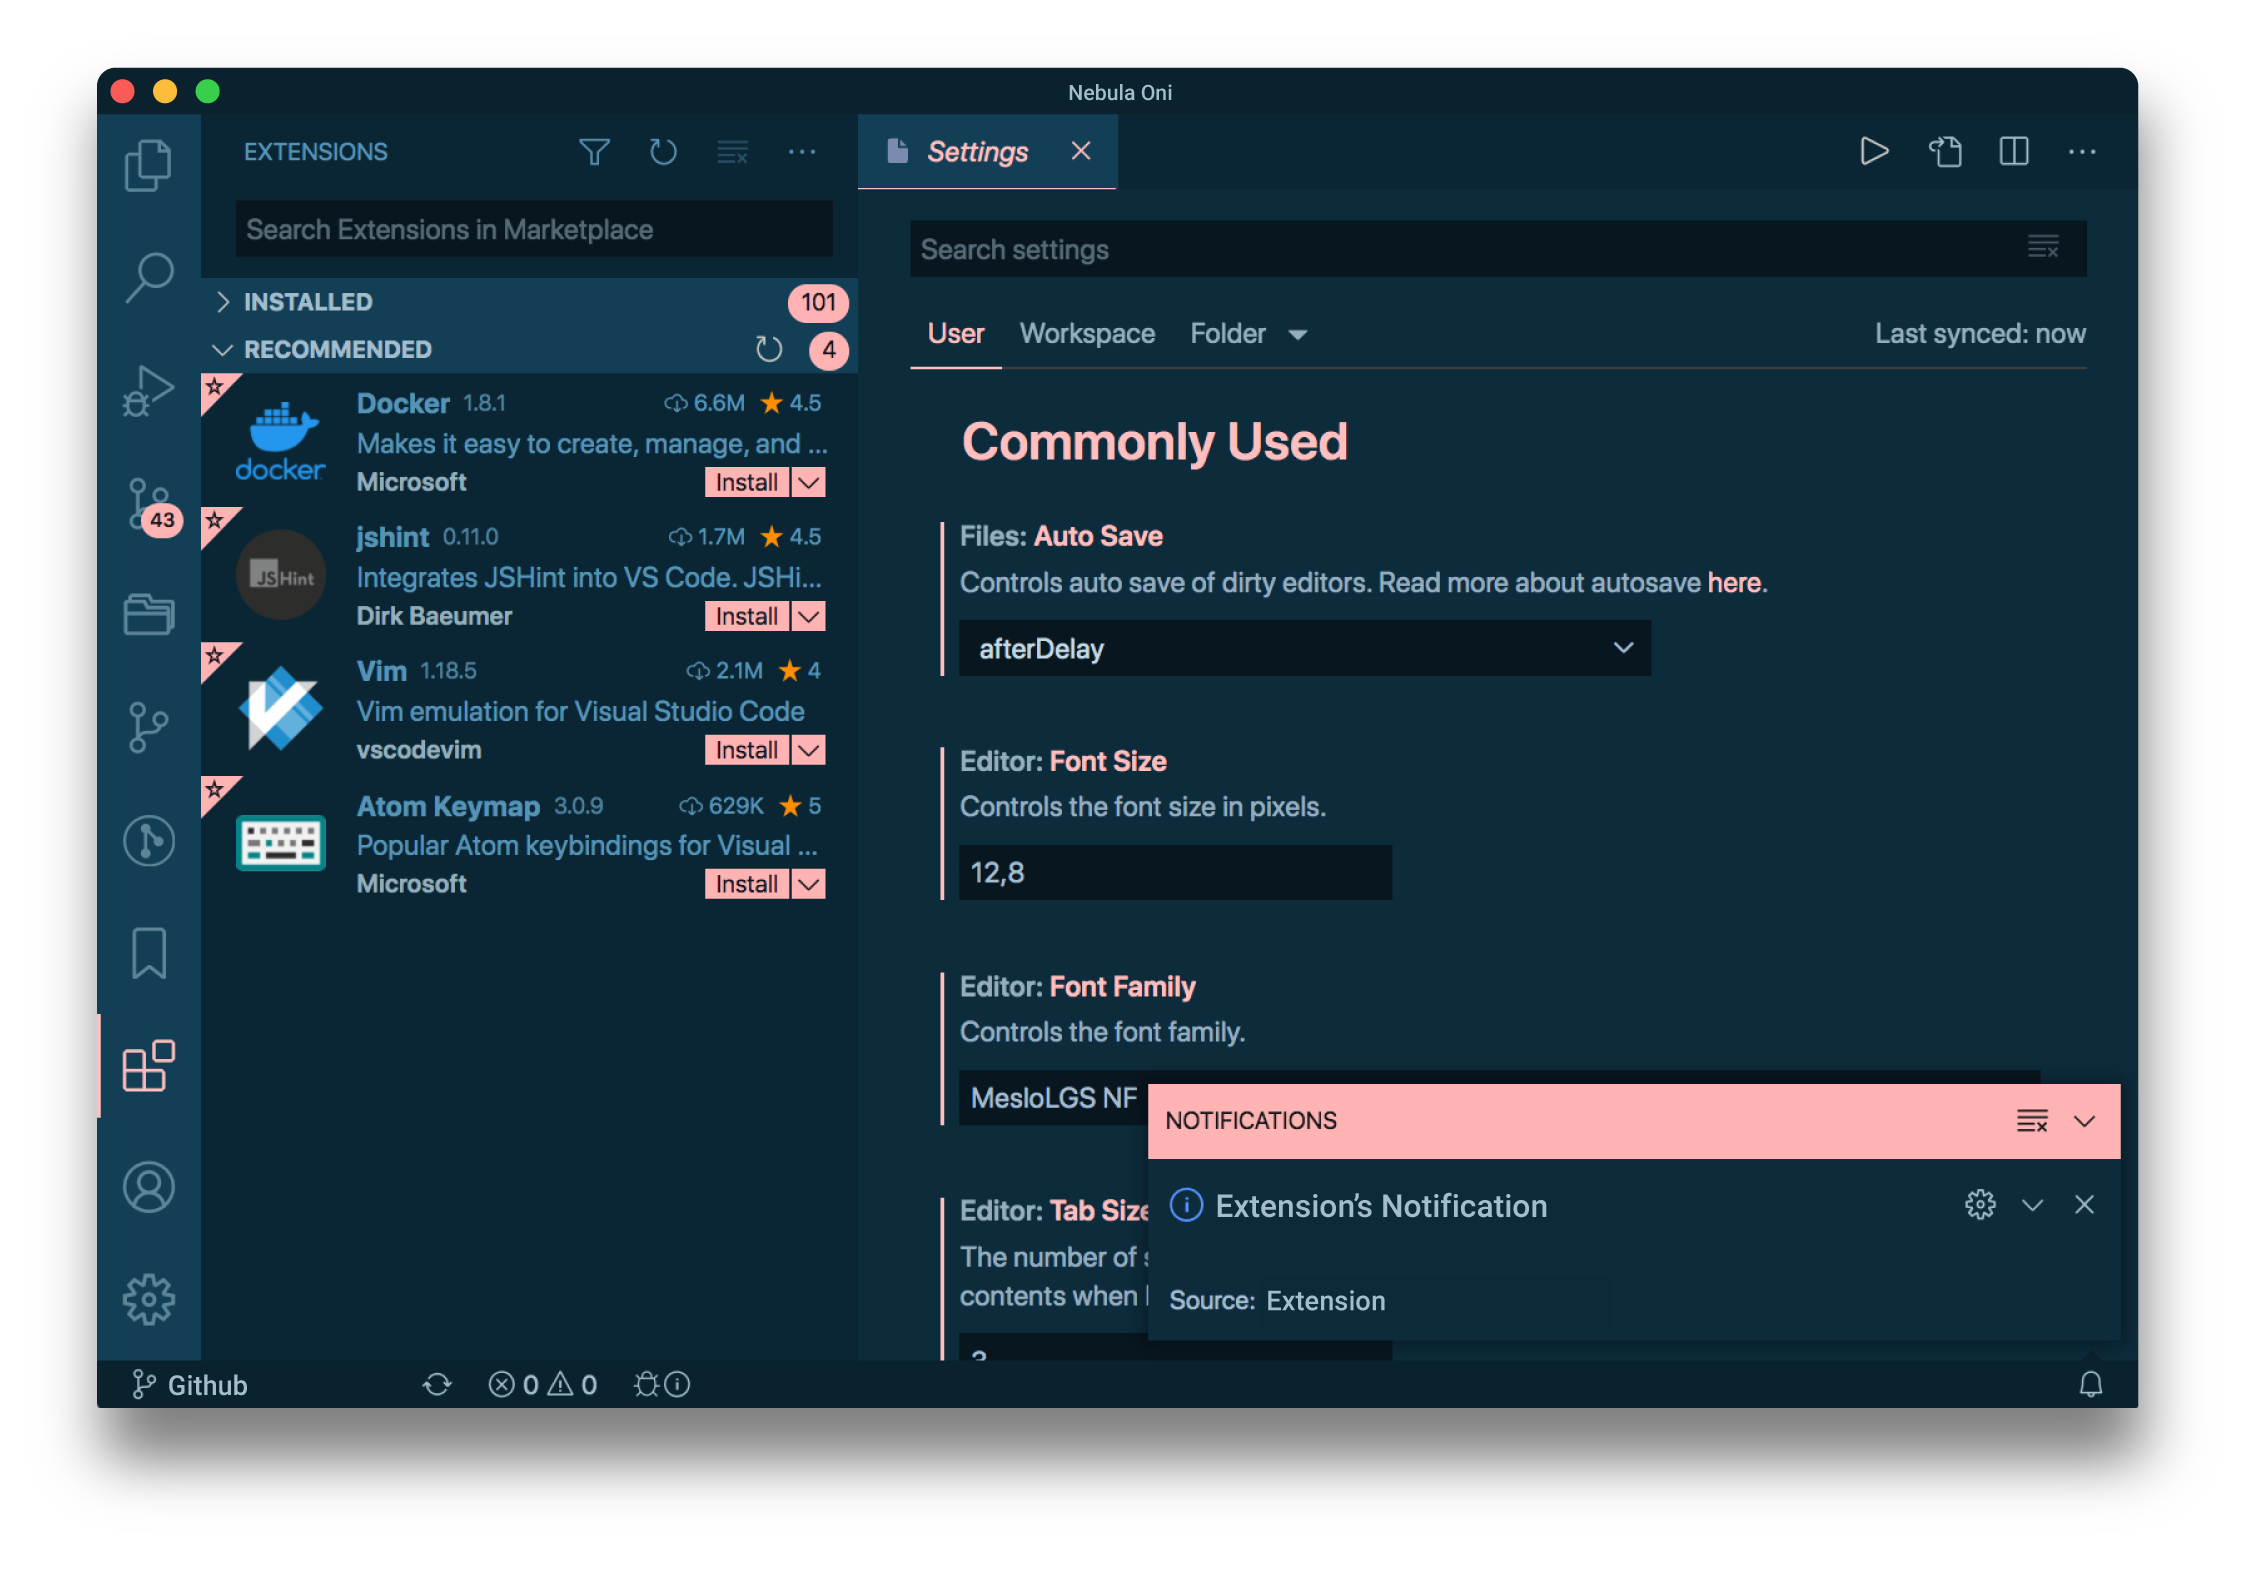 Nebula Oni
EXTENSIONS
Search Extensions in Marketplace
INSTALLED 101
RECOMMENDED 4
docker
Docker 1.8.1 6.6M 4.5
Makes it easy to create, manage, and ...
Microsoft Install
JSHint
jshint 0.11.0 1.7M 4.5
Integrates JSHint into VS Code. JSHi...
Dirk Baeumer Install
Vim 1.18.5 2.1M 4
Vim emulation for Visual Studio Code
vscodevim Install
Atom Keymap 3.0.9 629K 5
Popular Atom keybindings for Visual ...
Microsoft Install
43
Settings
Search settings
User Workspace Folder Last synced: now
Commonly Used
Files: Auto Save
Controls auto save of dirty editors. Read more about autosave here.
afterDelay
Editor: Font Size
Controls the font size in pixels.
12,8
Editor: Font Family
Controls the font family.
MesloLGS NF
Editor: Tab Size
The number of
contents when
NOTIFICATIONS
Extension’s Notification
Source: Extension
Github 0 0